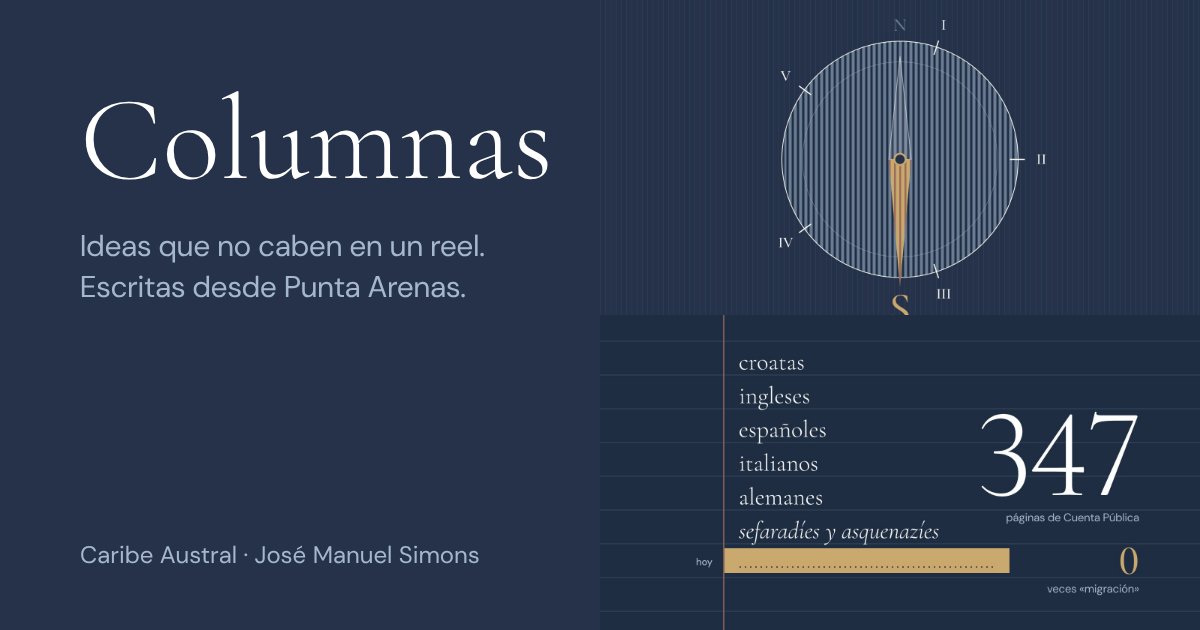 Columnas
Ideas que no caben en un reel.
Escritas desde Punta Arenas.
Caribe Austral · José Manuel Simons
N
I
II
III
IV
V
S
croatas
ingleses
españoles
italianos
alemanes
sefaradíes y asquenazíes
hoy
347
páginas de Cuenta Pública
0
veces «migración»